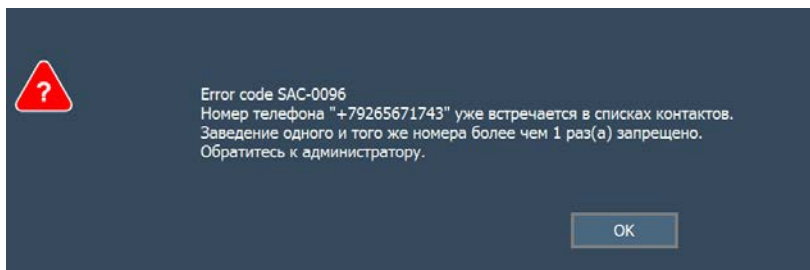 ?
Error code SAC-0096
Номер телефона "+79265671743" уже встречается в списках контактов.
Заведение одного и того же номера более чем 1 раз(а) запрещено.
Обратитесь к администратору.
OK